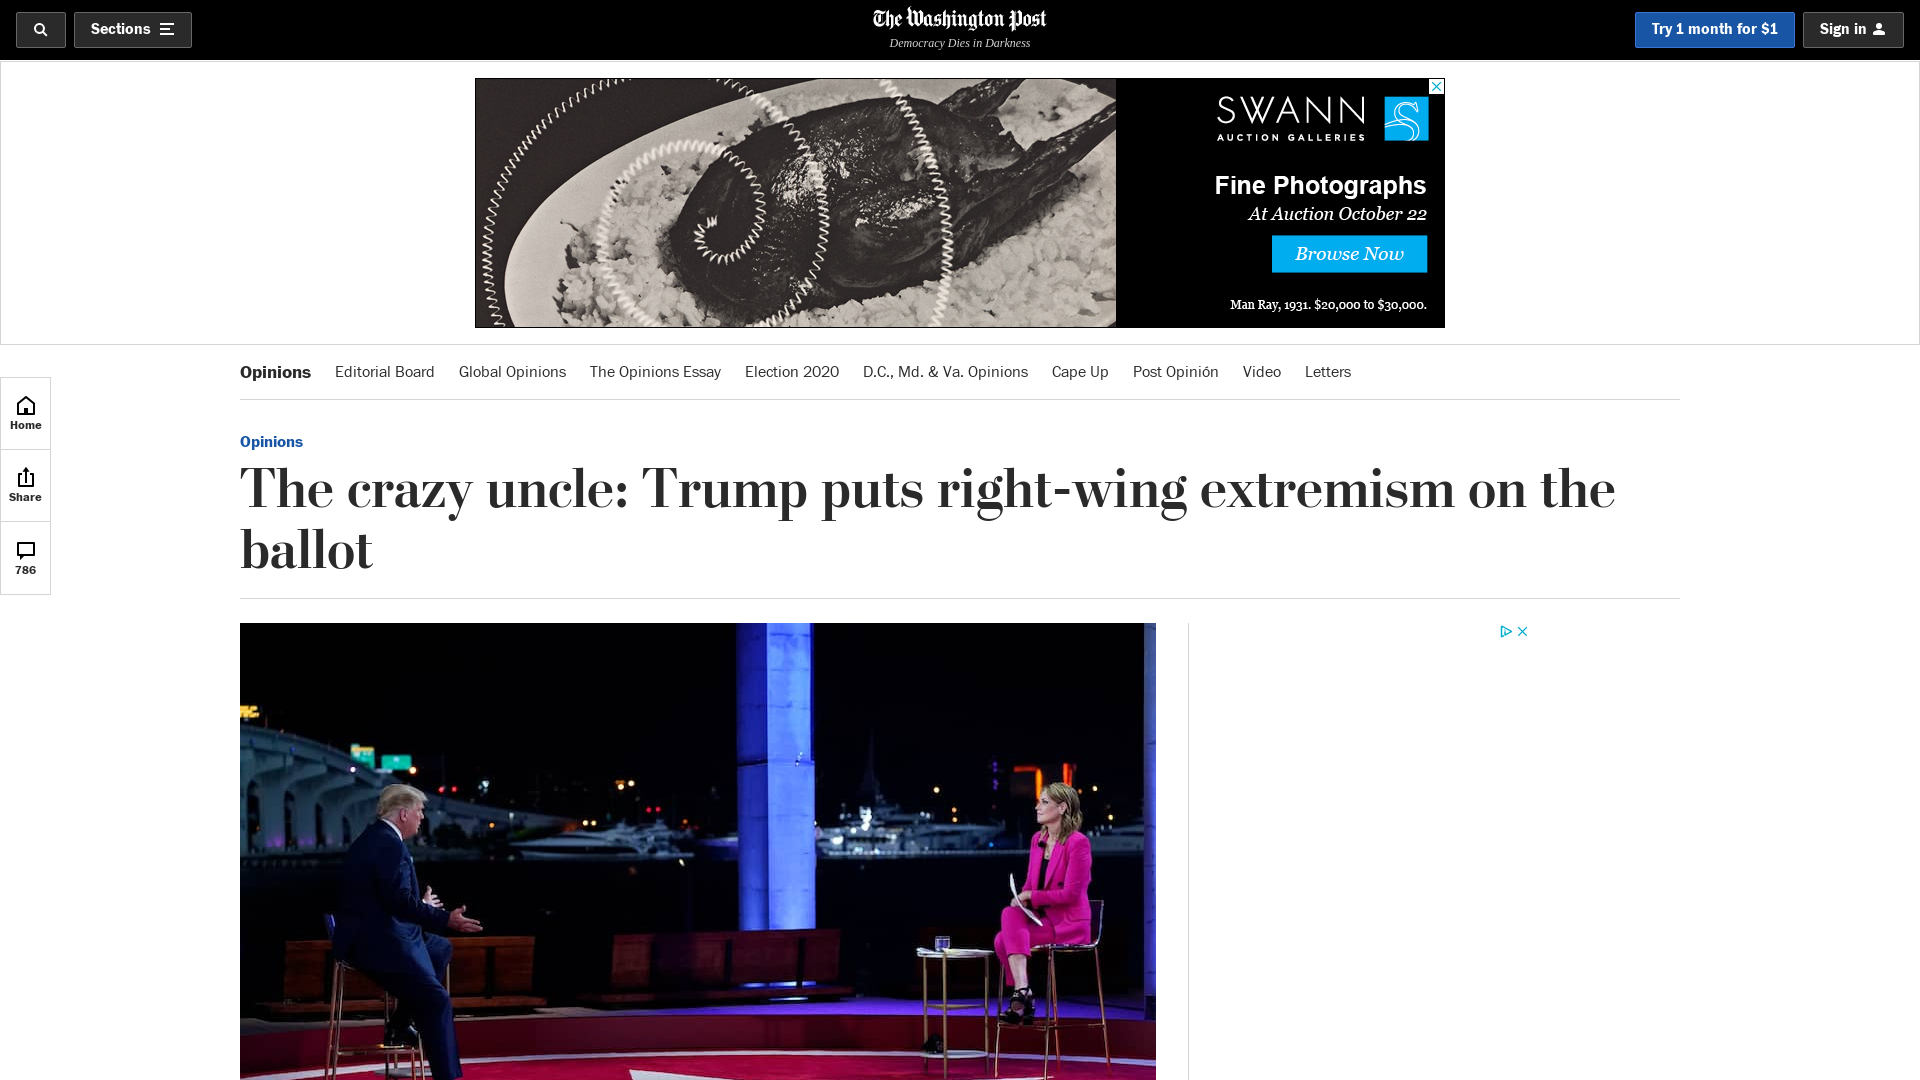 Sections
The Washington Post
Democracy Dies in Darkness
Try 1 month for $1
Sign in
SWANN
AUCTION GALLERIES
Fine Photographs
At Auction October 22
Browse Now
Man Ray, 1931. $20,000 to $30,000.
Opinions Editorial Board Global Opinions The Opinions Essay Election 2020 D.C., Md. & Va. Opinions Cape Up Post Opinión Video Letters
Home
Share
786
Opinions
The crazy uncle: Trump puts right-wing extremism on the
ballot